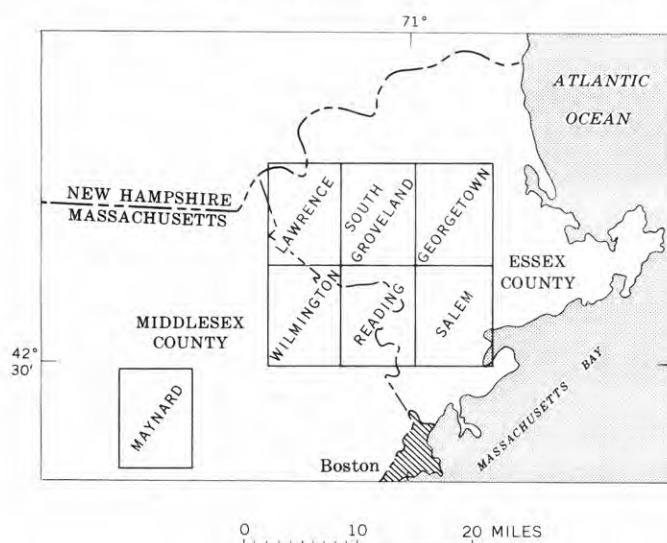 71°
ATLANTIC
OCEAN
NEW HAMPSHIRE
MASSACHUSETTS
LAWRENCE
SOUTH
GROVELAND
GEORGETOWN
ESSEX
COUNTY
MIDDLESEX
COUNTY
WILMINGTON
READING
SALEM
42°
30'
MAYNARD
MASSACHUSETTS BAY
Boston
0 10 20 MILES